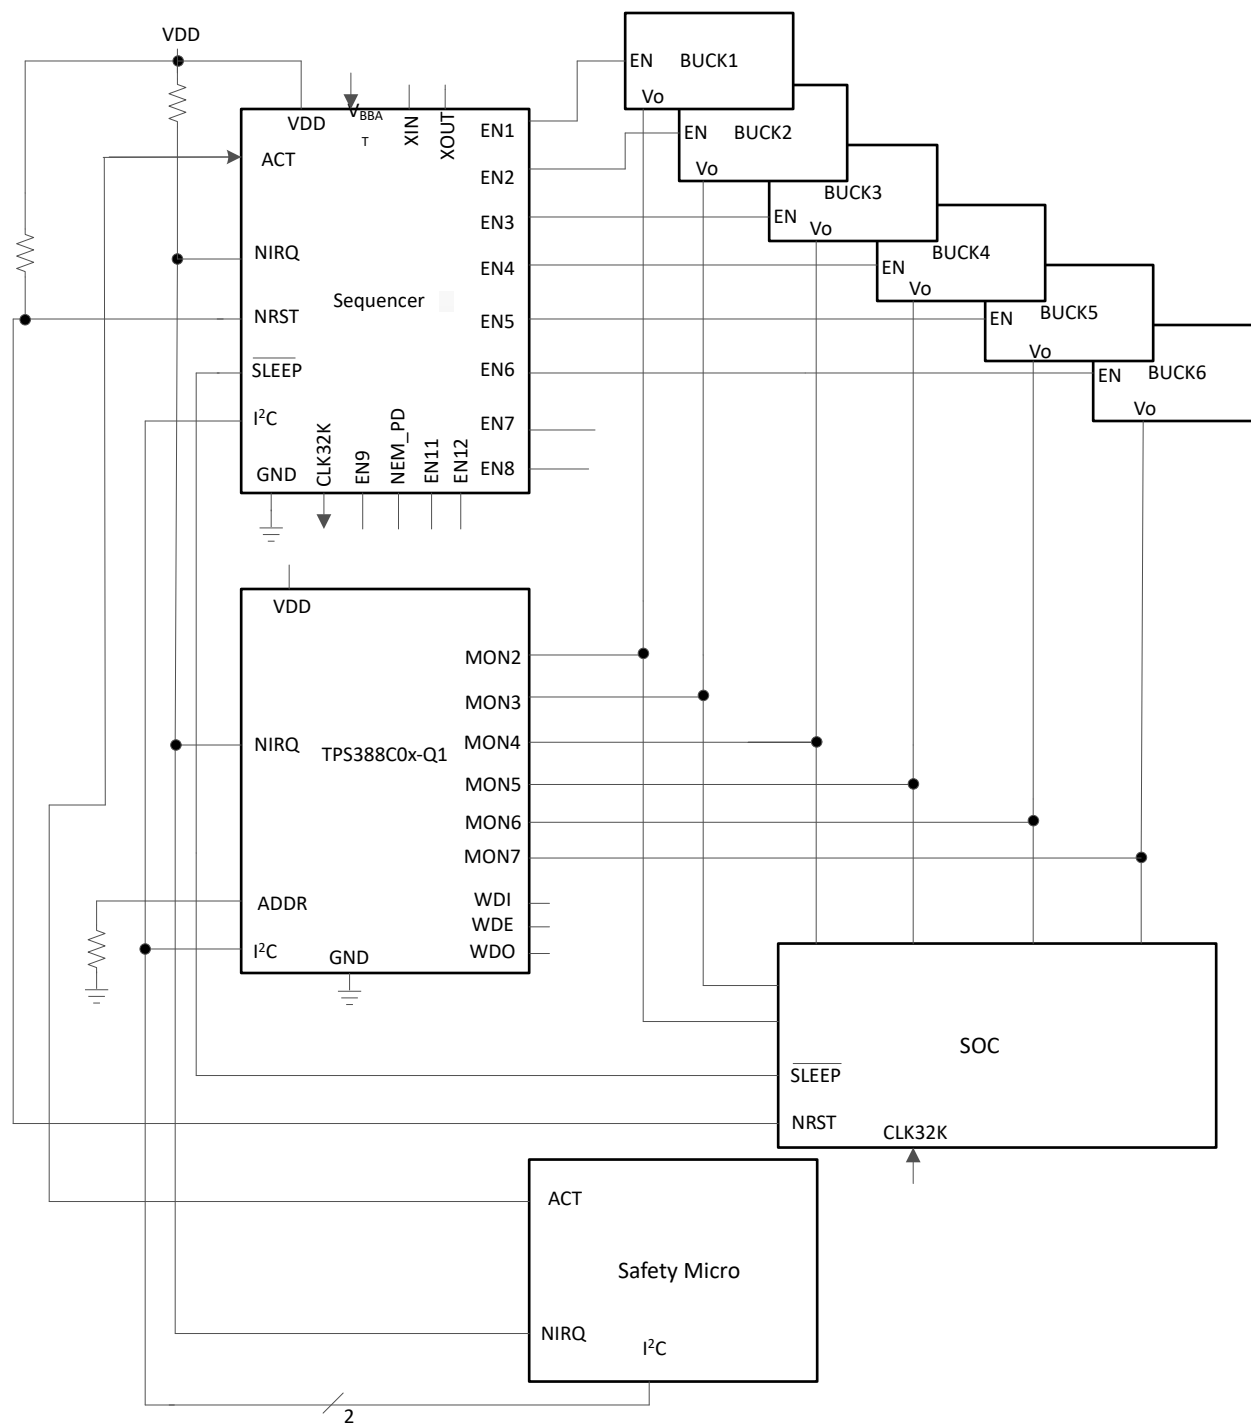 VDD
EN BUCK1
Vo
EN BUCK2
Vo
BUCK3
EN
Vo
BUCK4
EN
Vo
EN BUCK5
Vo
EN BUCK6
Vo
VDD
VBBA
T
XIN
XOUT
EN1
ACT
EN2
EN3
NIRQ
EN4
Sequencer
NRST
EN5
SLEEP
EN6
I²C
EN7
GND
CLK32K
EN9
NEM_PD
EN11
EN12
EN8
VDD
MON2
MON3
NIRQ
TPS388C0x-Q1
MON4
MON5
MON6
MON7
ADDR
WDI
WDE
I²C
GND
WDO
SOC
SLEEP
NRST
CLK32K
ACT
Safety Micro
NIRQ
I²C
2